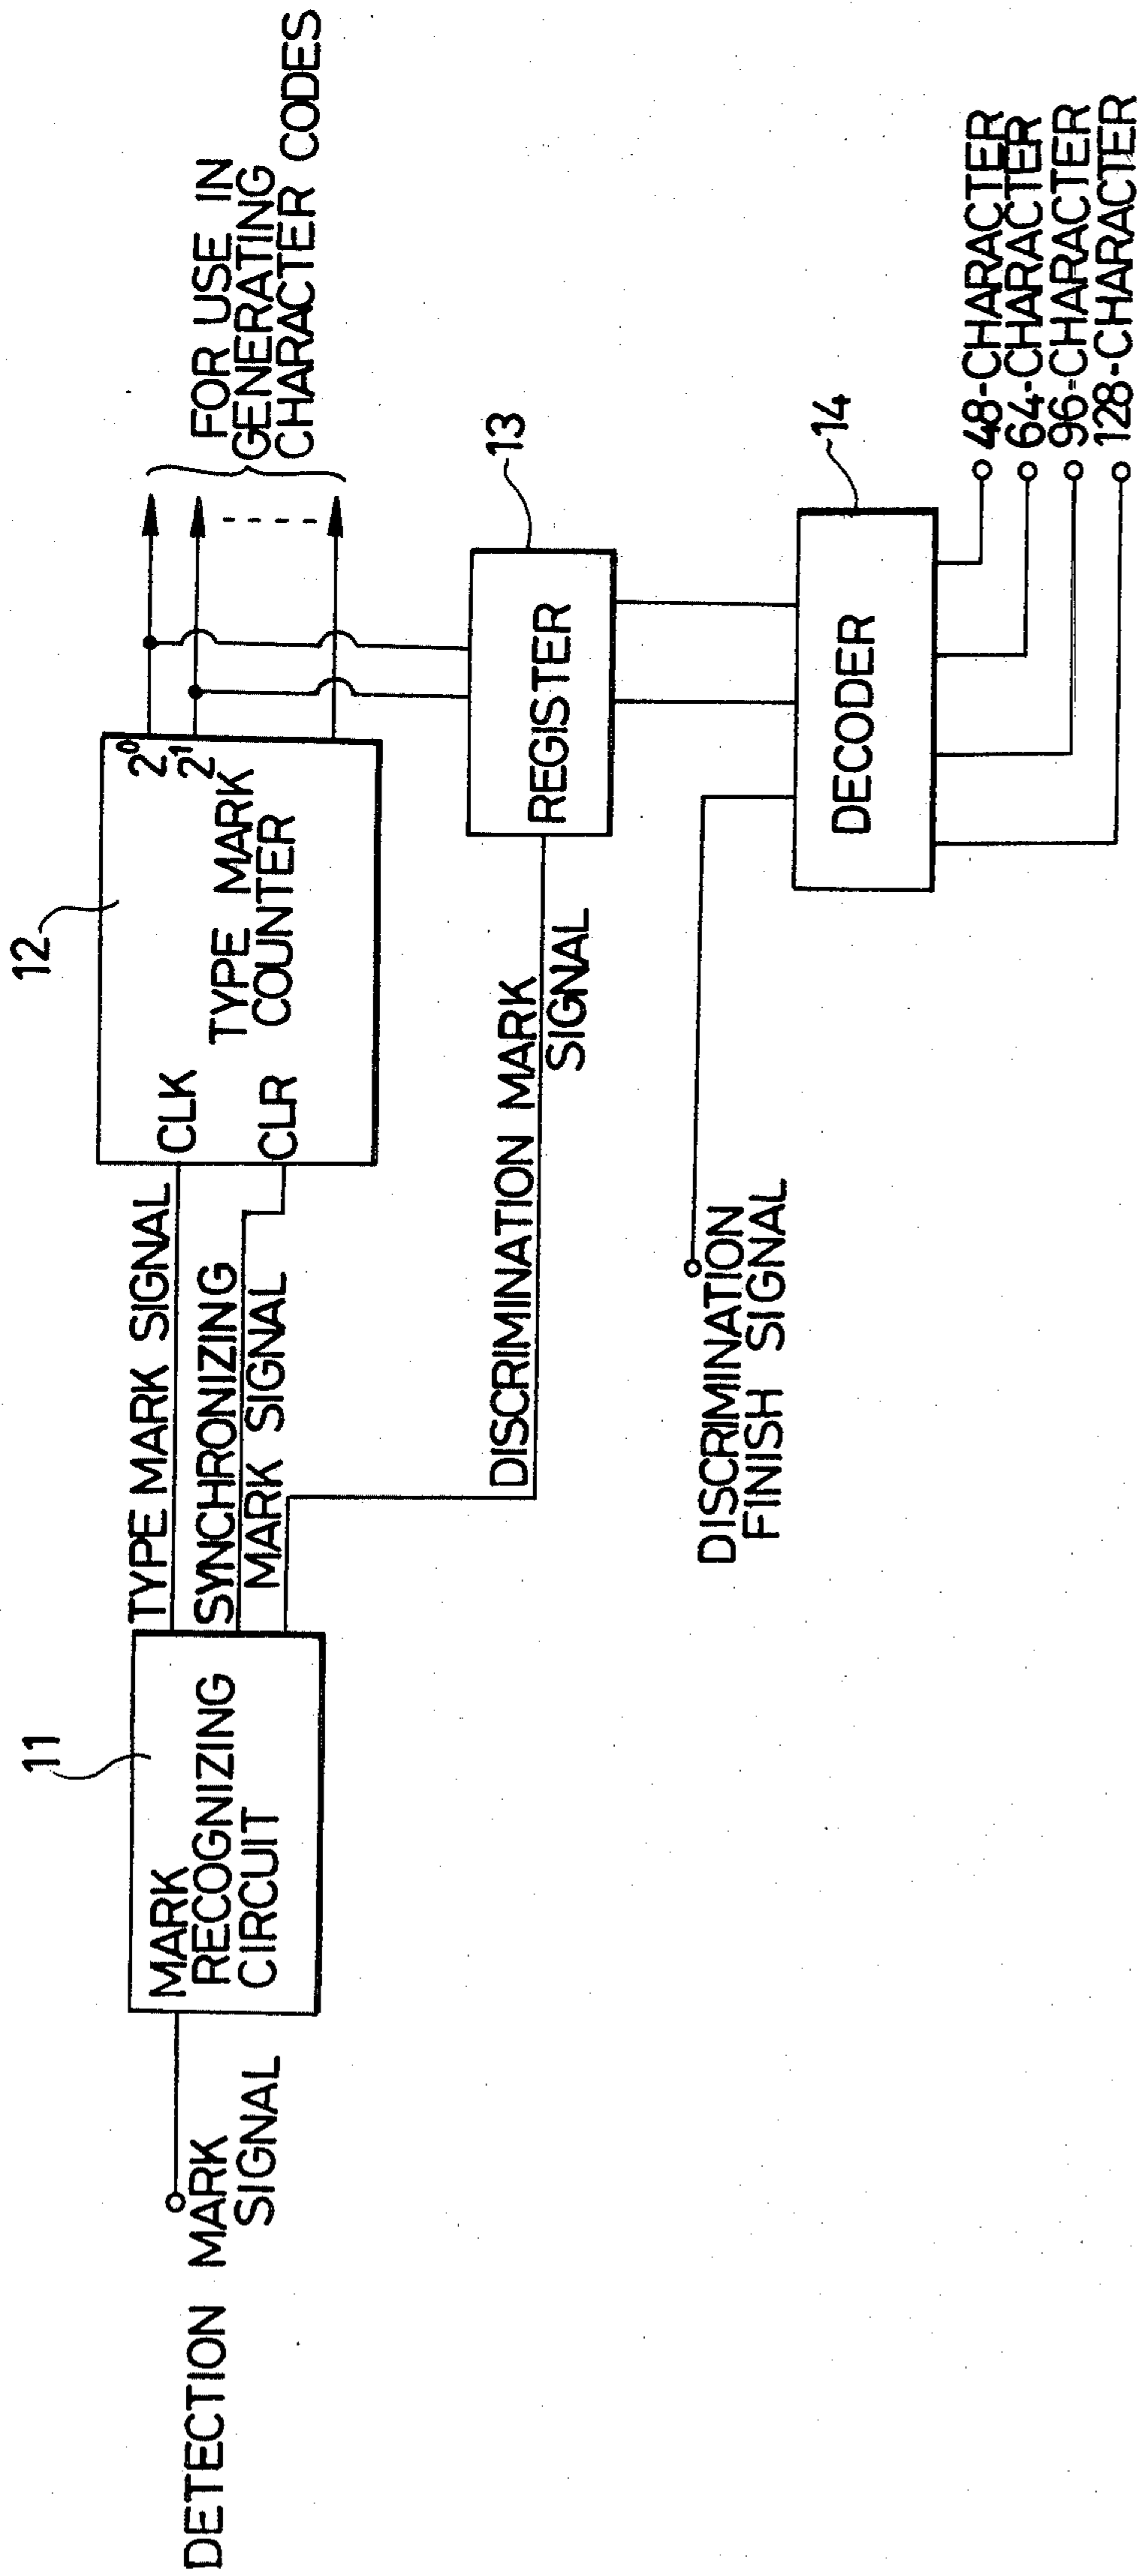 DETECTION MARK
SIGNAL
11
MARK
RECOGNIZING
CIRCUIT
TYPE MARK SIGNAL
SYNCHRONIZING
MARK SIGNAL
12
CLK
CLR
TYPE MARK
COUNTER
2⁰
2¹
FOR USE IN
GENERATING
CHARACTER CODES
DISCRIMINATION MARK
SIGNAL
13
REGISTER
DISCRIMINATION
FINISH SIGNAL
14
DECODER
48-CHARACTER
64-CHARACTER
96-CHARACTER
128-CHARACTER